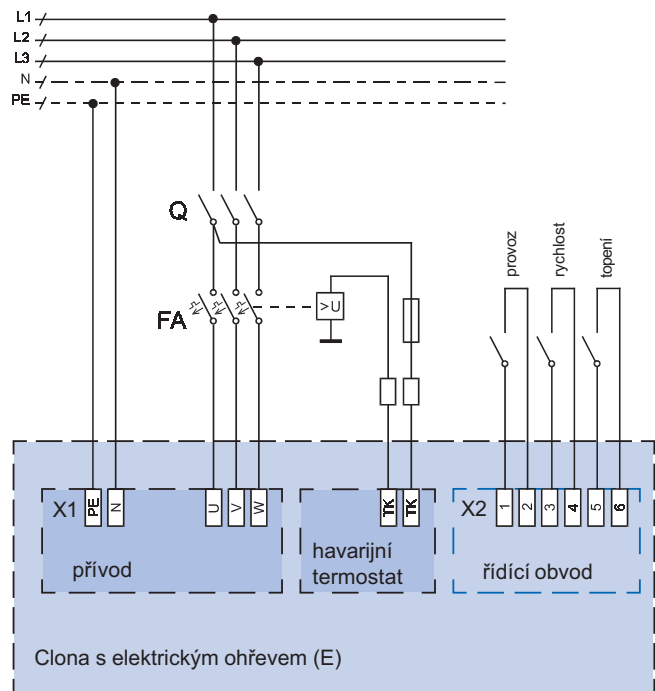 L1
L2
L3
N
PE
Q
FA
>U
provoz
rychlost
topení
X1
PE
N
U
V
W
přívod
TK
TK
havarijní
termostat
X2
1
2
3
4
5
6
řídící obvod
Clona s elektrickým ohřevem (E)